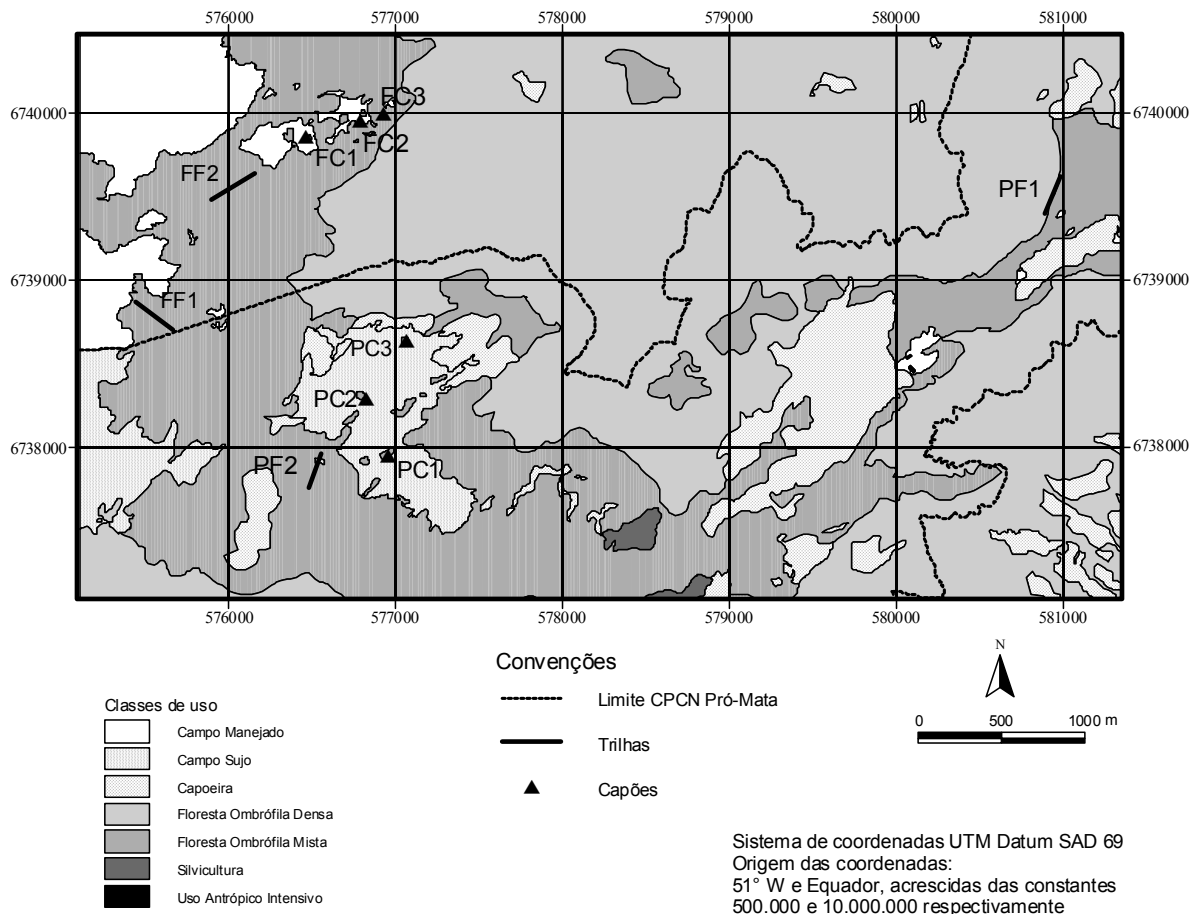 576000 577000 578000 579000 580000 581000
6740000 6740000
FC3
FC1 FC2
FF2
PF1
6739000 6739000
FF1
PC3
PC2
6738000 6738000
PF2 PC1
576000 577000 578000 579000 580000 581000
Convenções
Limite CPCN Pró-Mata
Trilhas
Capões
N
0 500 1000 m
Classes de uso
Campo Manejado
Campo Sujo
Capoeira
Floresta Ombrófila Densa
Floresta Ombrófila Mista
Silvicultura
Uso Antrópico Intensivo
Sistema de coordenadas UTM Datum SAD 69
Origem das coordenadas:
51° W e Equador, acrescidas das constantes
500.000 e 10.000.000 respectivamente